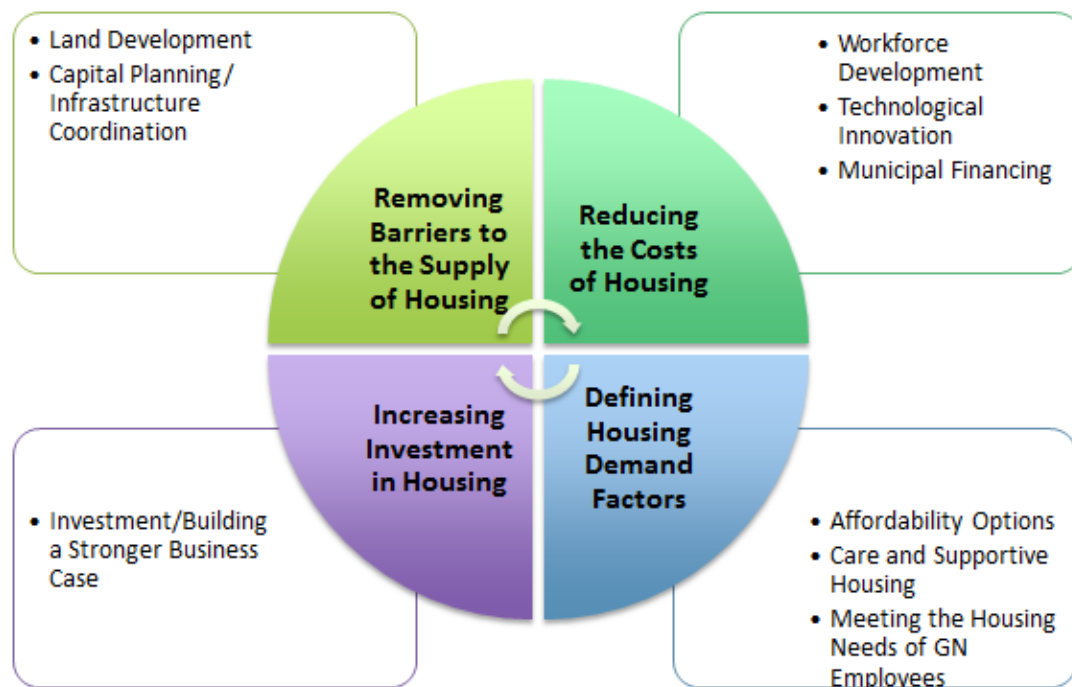 • Land Development
• Capital Planning/
Infrastructure
Coordination
• Workforce
Development
• Technological
Innovation
• Municipal Financing
Removing
Barriers to
the Supply
of Housing
Reducing
the Costs
of Housing
Increasing
Investment
in Housing
Defining
Housing
Demand
Factors
• Investment/Building
a Stronger Business
Case
• Affordability Options
• Care and Supportive
Housing
• Meeting the Housing
Needs of GN
Employees